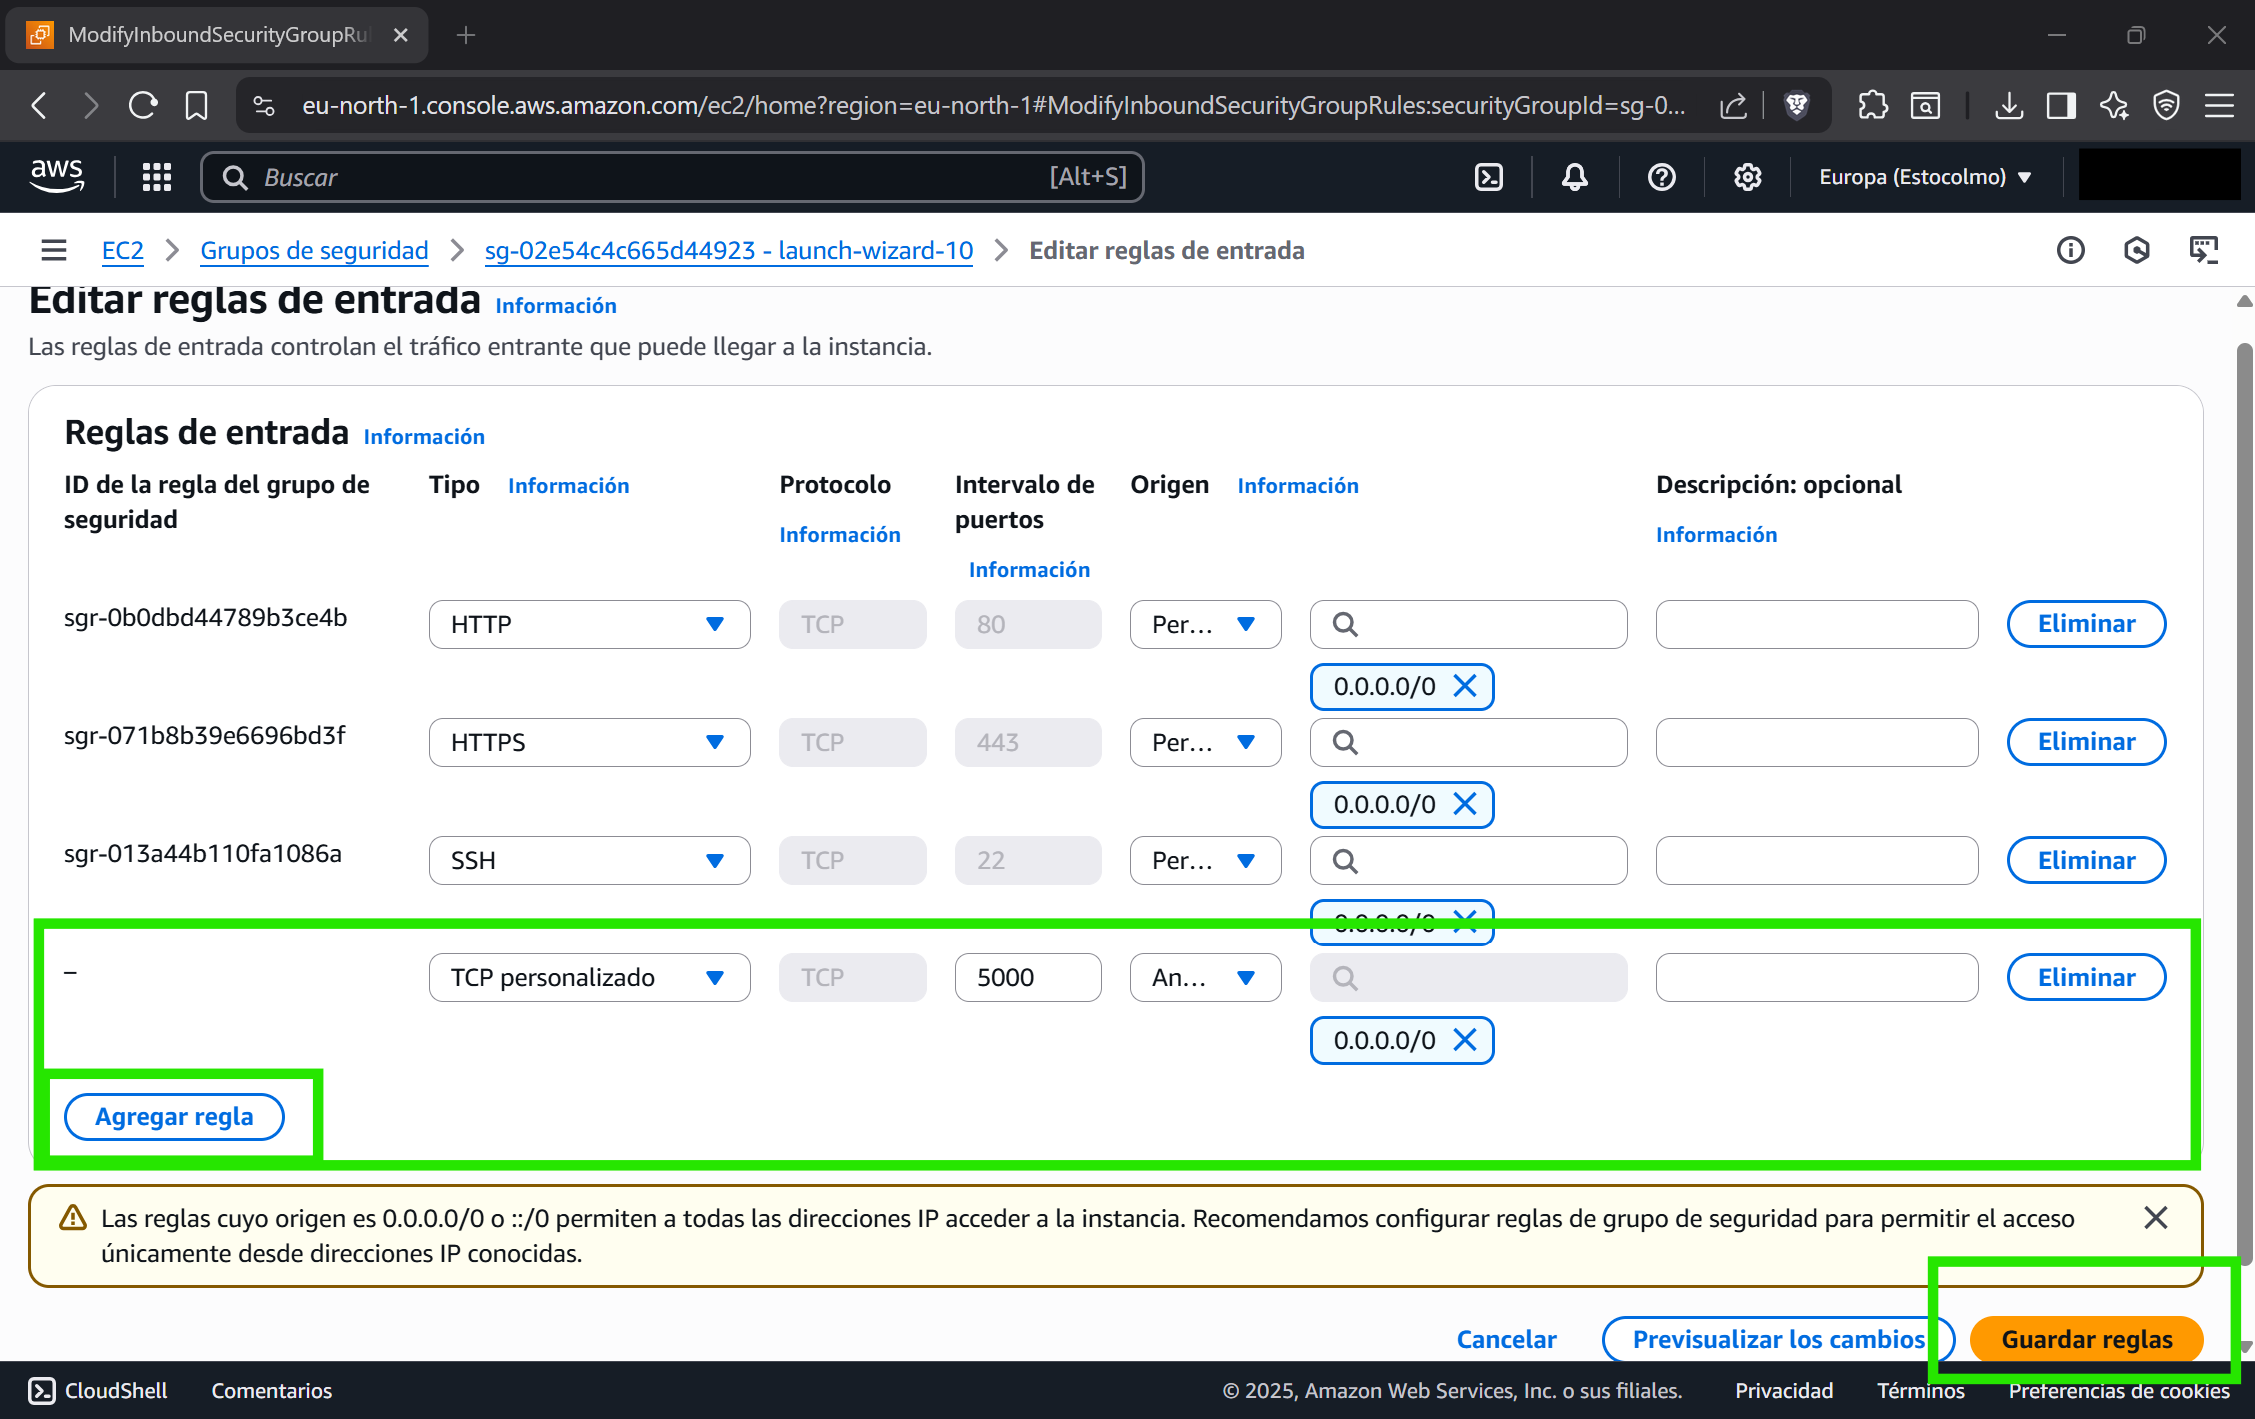 ModifyInboundSecurityGroupRu
eu-north-1.console.aws.amazon.com/ec2/home?region=eu-north-1#ModifyInboundSecurityGroupRules:securityGroupId=sg-0...
aws
Buscar
[Alt+S]
Europa (Estocolmo)
EC2
Grupos de seguridad
sg-02e54c4c665d44923 - launch-wizard-10
Editar reglas de entrada
Editar reglas de entrada Información
Las reglas de entrada controlan el tráfico entrante que puede llegar a la instancia.
Reglas de entrada Información
ID de la regla del grupo de seguridad
Tipo Información
Protocolo Información
Intervalo de puertos Información
Origen Información
Descripción: opcional Información
sgr-0b0dbd44789b3ce4b
HTTP
TCP
80
Per...
Eliminar
0.0.0.0/0
sgr-071b8b39e6696bd3f
HTTPS
TCP
443
Per...
Eliminar
0.0.0.0/0
sgr-013a44b110fa1086a
SSH
TCP
22
Per...
Eliminar
0.0.0.0/0
–
TCP personalizado
TCP
5000
An...
Eliminar
0.0.0.0/0
Agregar regla
Las reglas cuyo origen es 0.0.0.0/0 o ::/0 permiten a todas las direcciones IP acceder a la instancia. Recomendamos configurar reglas de grupo de seguridad para permitir el acceso
únicamente desde direcciones IP conocidas.
Cancelar
Previsualizar los cambios
Guardar reglas
CloudShell
Comentarios
© 2025, Amazon Web Services, Inc. o sus filiales.
Privacidad
Términos
Preferencias de cookies